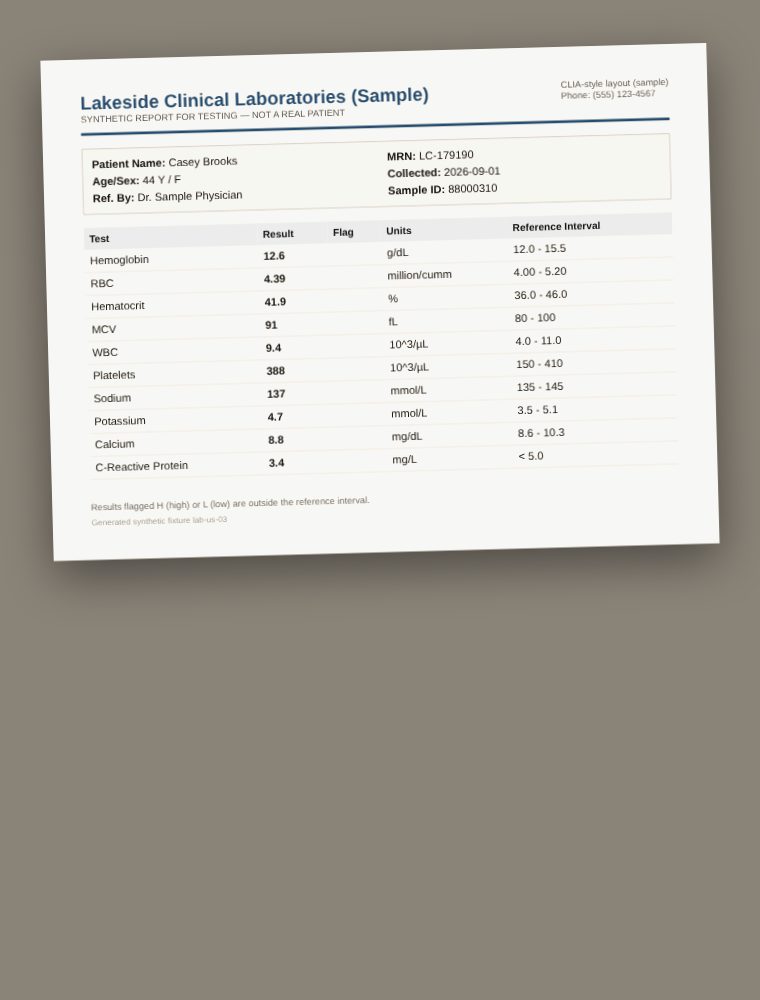 Lakeside Clinical Laboratories (Sample)
SYNTHETIC REPORT FOR TESTING — NOT A REAL PATIENT
CLIA-style layout (sample)
Phone: (555) 123-4567
Patient Name: Casey Brooks
Age/Sex: 44 Y / F
Ref. By: Dr. Sample Physician
MRN: LC-179190
Collected: 2026-09-01
Sample ID: 88000310
Test Result Flag Units Reference Interval
Hemoglobin 12.6 g/dL 12.0 - 15.5
RBC 4.39 million/cumm 4.00 - 5.20
Hematocrit 41.9 % 36.0 - 46.0
MCV 91 fL 80 - 100
WBC 9.4 10^3/µL 4.0 - 11.0
Platelets 388 10^3/µL 150 - 410
Sodium 137 mmol/L 135 - 145
Potassium 4.7 mmol/L 3.5 - 5.1
Calcium 8.8 mg/dL 8.6 - 10.3
C-Reactive Protein 3.4 mg/L < 5.0
Results flagged H (high) or L (low) are outside the reference interval.
Generated synthetic fixture lab-us-03